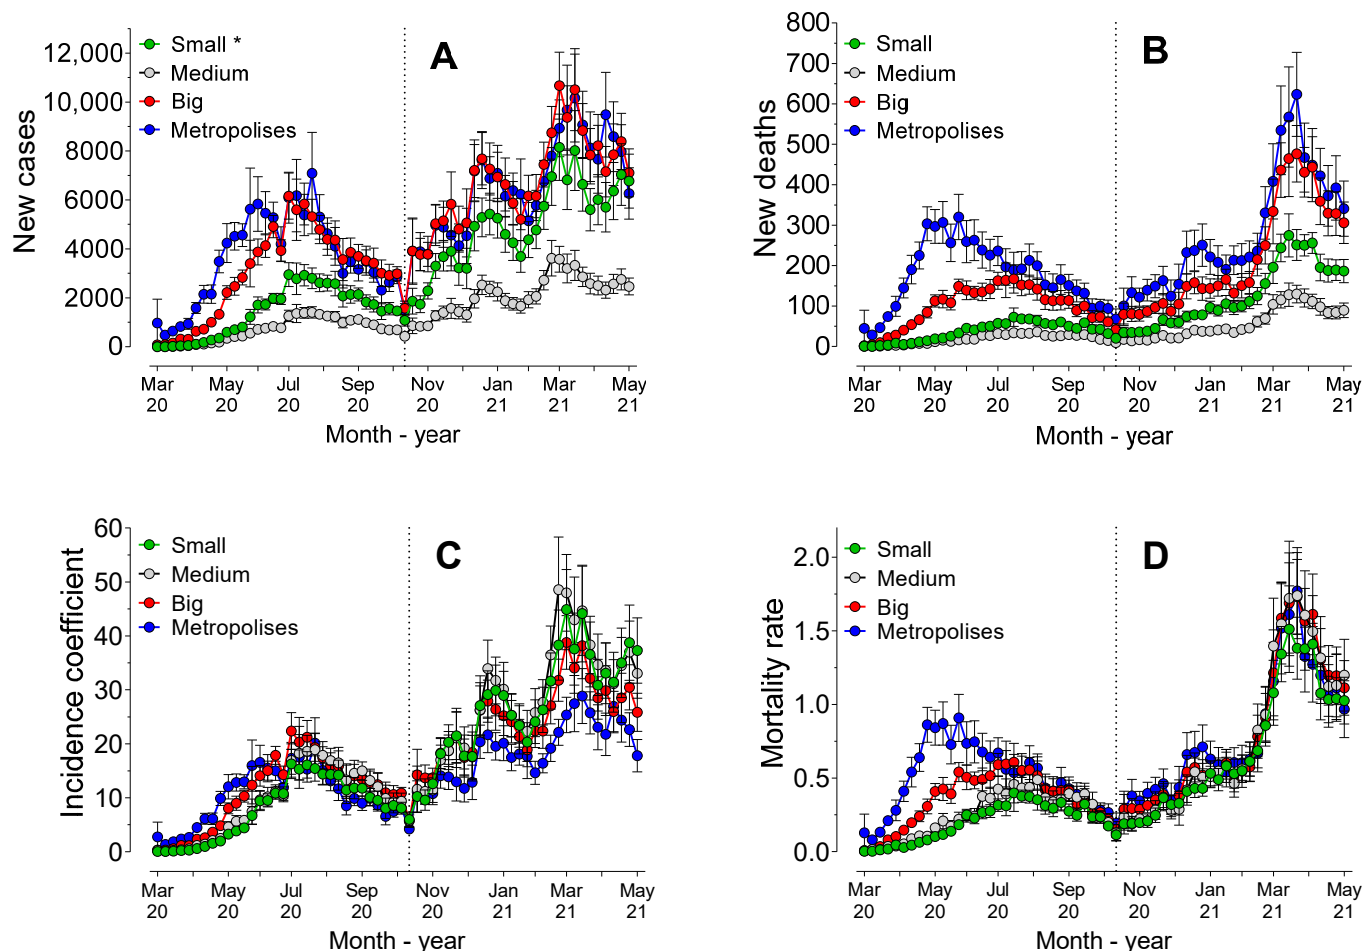 A
Small *
Medium
Big
Metropolises
New cases
12,000
10,000
8000
6000
4000
2000
0
Mar May Jul Sep Nov Jan Mar May
20 20 20 20 20 21 21 21
Month - year
B
Small
Medium
Big
Metropolises
New deaths
800
700
600
500
400
300
200
100
0
Mar May Jul Sep Nov Jan Mar May
20 20 20 20 20 21 21 21
Month - year
C
Small
Medium
Big
Metropolises
Incidence coefficient
60
50
40
30
20
10
0
Mar May Jul Sep Nov Jan Mar May
20 20 20 20 20 21 21 21
Month - year
D
Small
Medium
Big
Metropolises
Mortality rate
2.0
1.5
1.0
0.5
0.0
Mar May Jul Sep Nov Jan Mar May
20 20 20 20 20 21 21 21
Month - year